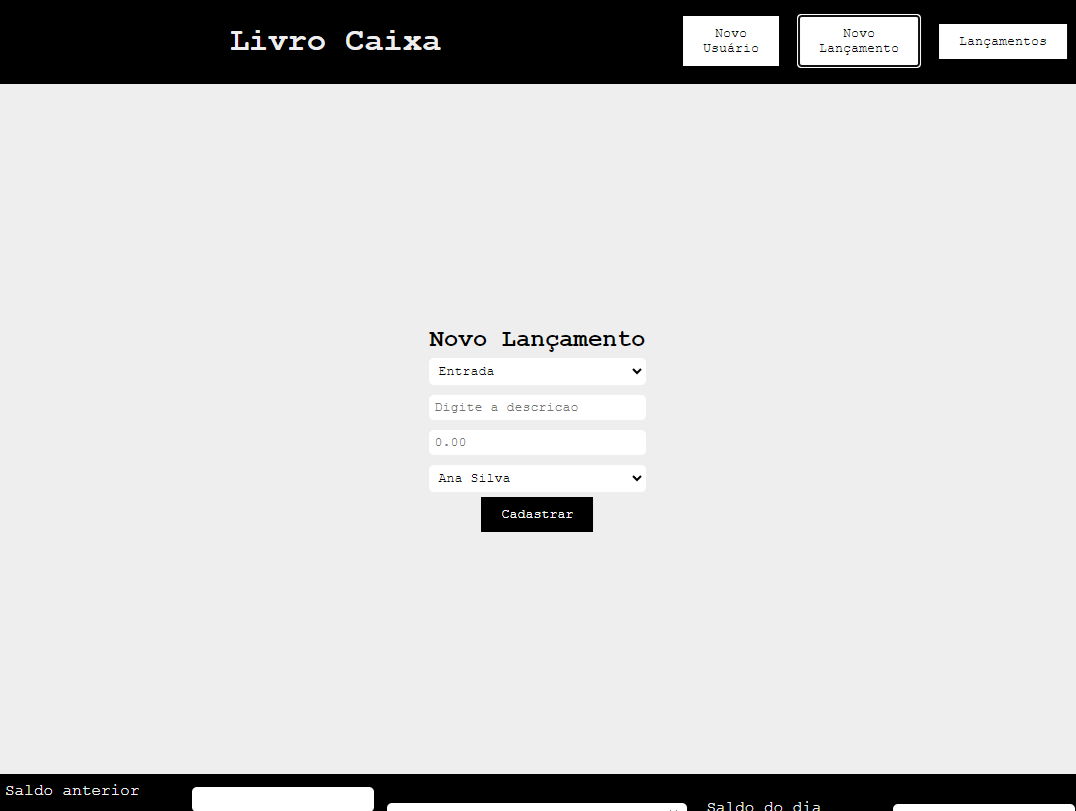 Livro Caixa
Novo
Usuário
Novo
Lançamento
Lançamentos
Novo Lançamento
Entrada
Digite a descricao
0.00
Ana Silva
Cadastrar
Saldo anterior
Saldo do dia